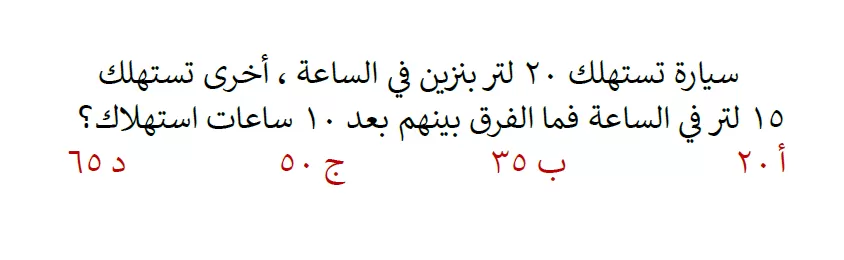 سيارة تستهلك ٢٠ لتر بنزين في الساعة ، أخرى تستهلك
١٥ لتر في الساعة فما الفرق بينهم بعد ١٠ ساعات استهلاك؟
أ ٢٠ ب ٣٥ ج ٥٠ د ٦٥